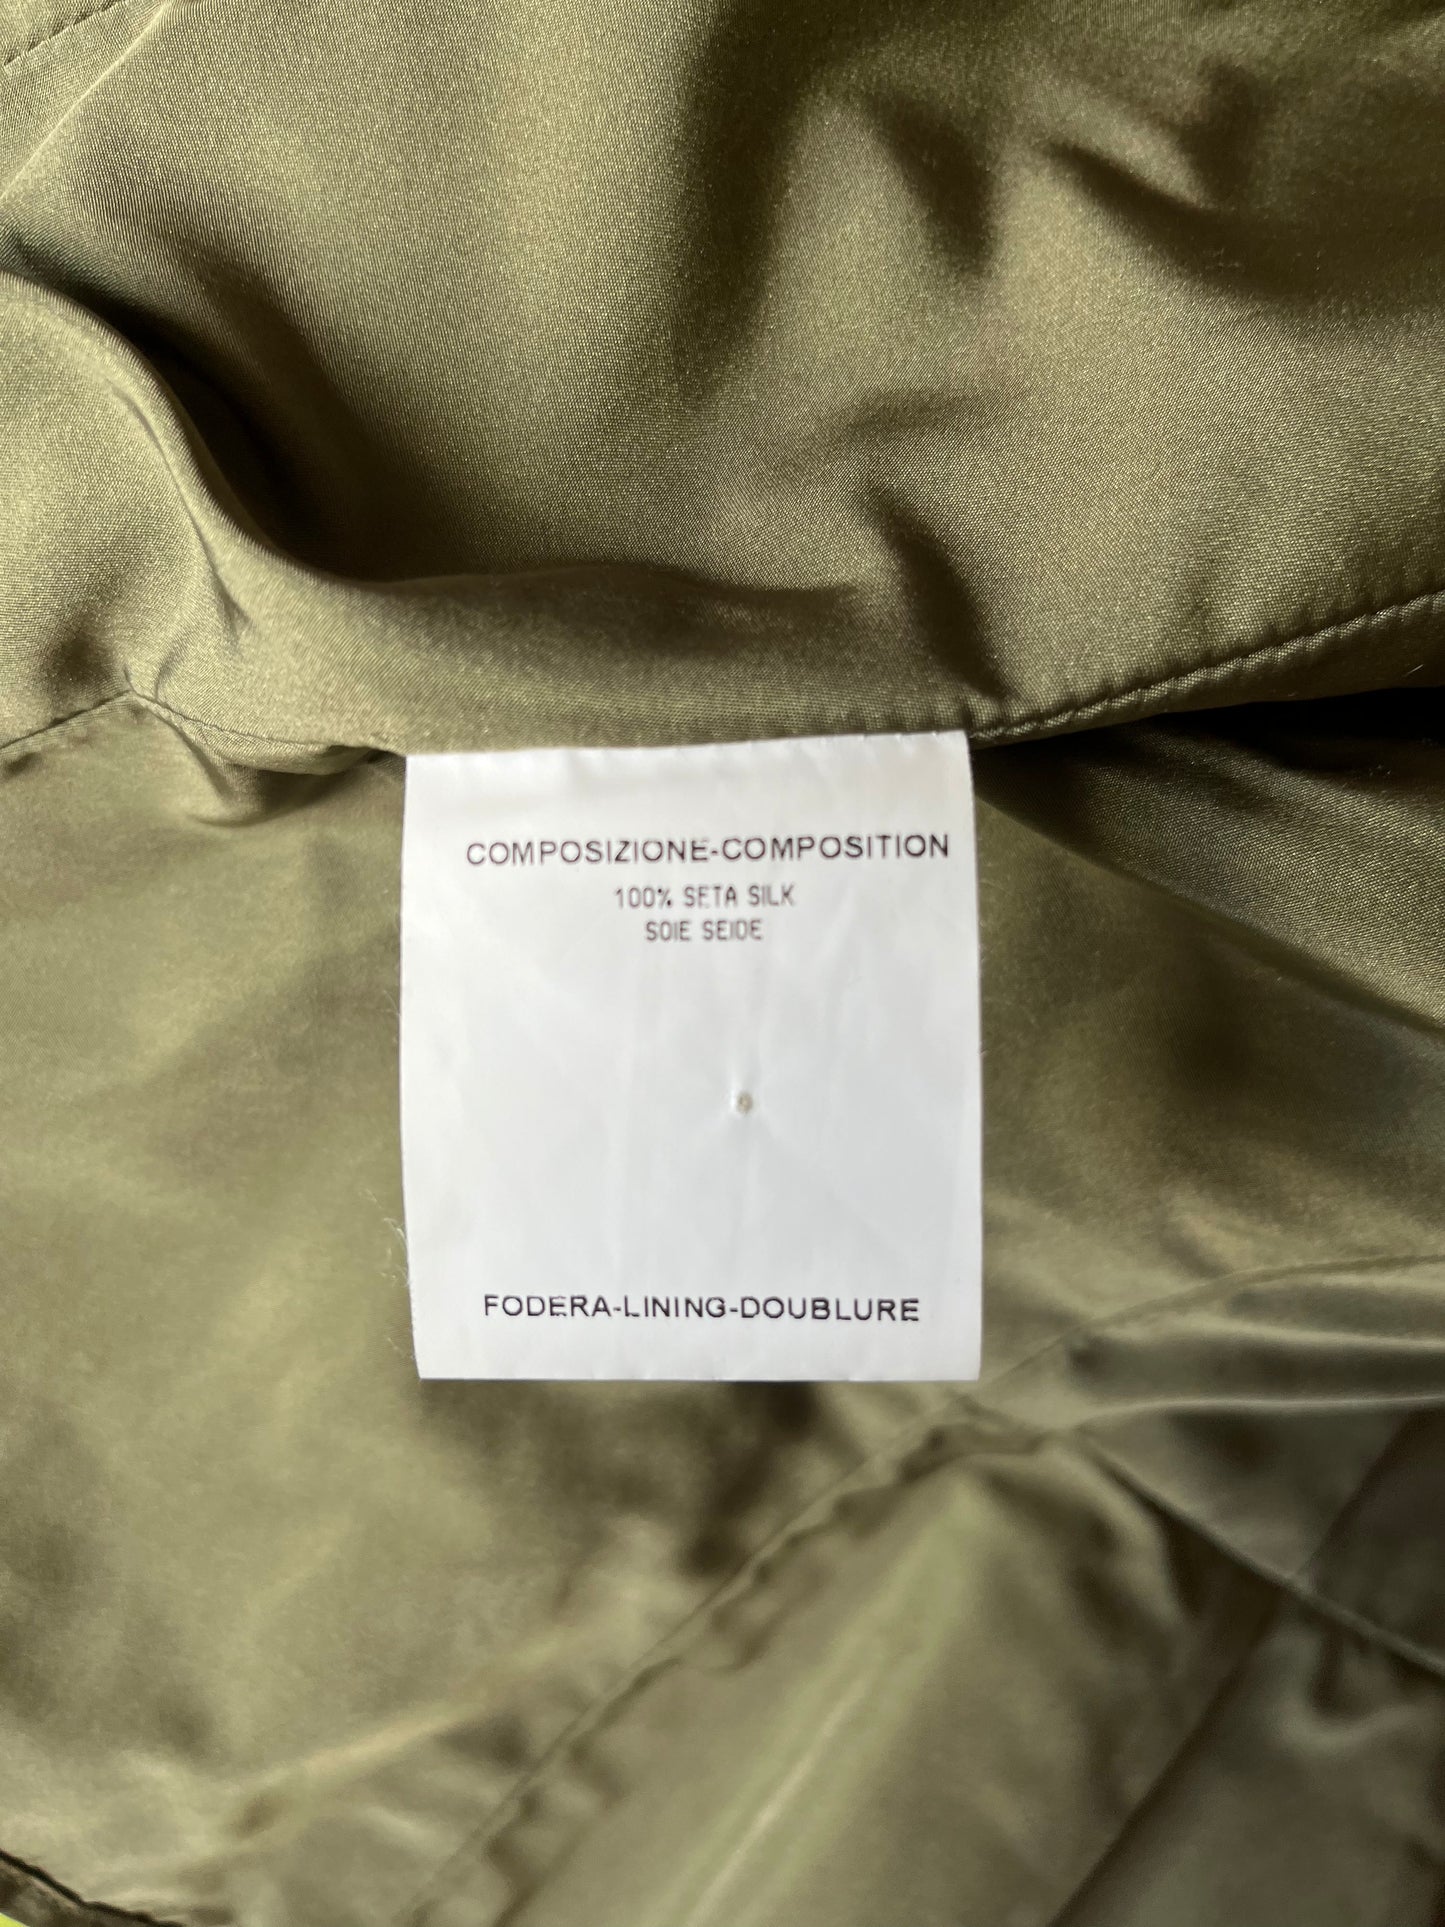 COMPOSIZIONE-COMPOSITION
100% SETA SILK
SOIE SEIDE
FODERA-LINING-DOUBLURE